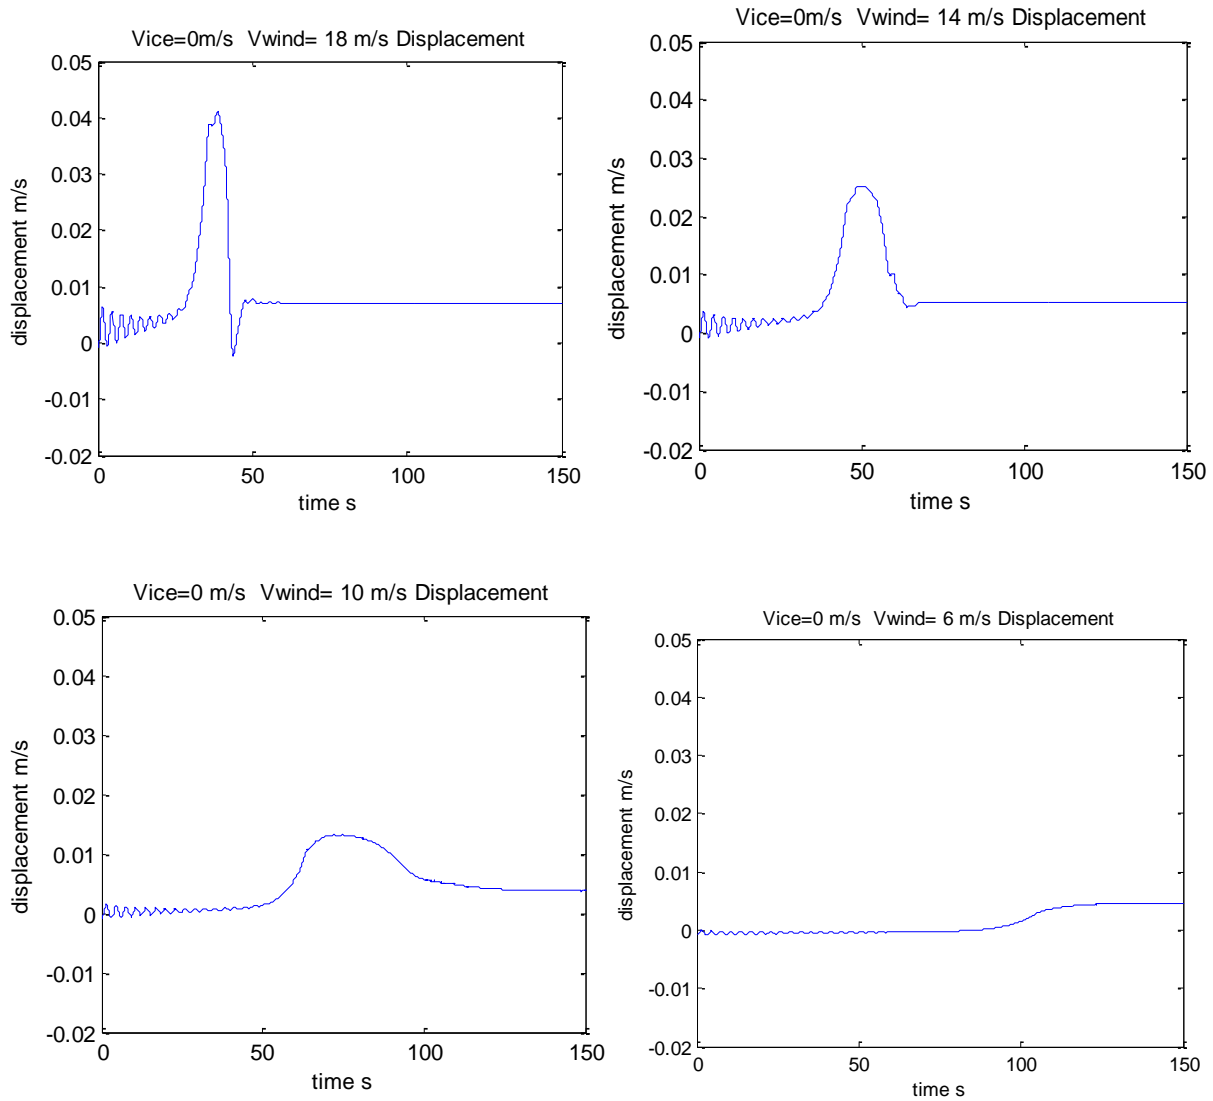 Vice=0m/s Vwind= 18 m/s Displacement
0.05
0.04
0.03
0.02
0.01
0
-0.01
-0.02
displacement m/s
0 50 100 150
time s
Vice=0m/s Vwind= 14 m/s Displacement
0.05
0.04
0.03
0.02
0.01
0
-0.01
-0.02
displacement m/s
0 50 100 150
time s
Vice=0 m/s Vwind= 10 m/s Displacement
0.05
0.04
0.03
0.02
0.01
0
-0.01
-0.02
displacement m/s
0 50 100 150
time s
Vice=0 m/s Vwind= 6 m/s Displacement
0.05
0.04
0.03
0.02
0.01
0
-0.01
-0.02
displacement m/s
0 50 100 150
time s